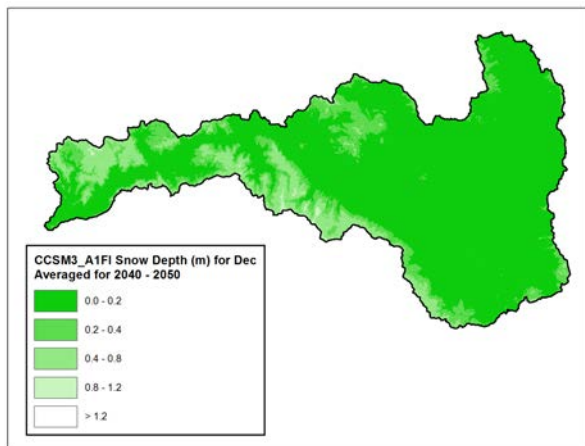 CCSM3_A1FI Snow Depth (m) for Dec
Averaged for 2040 - 2050
0.0 - 0.2
0.2 - 0.4
0.4 - 0.8
0.8 - 1.2
> 1.2